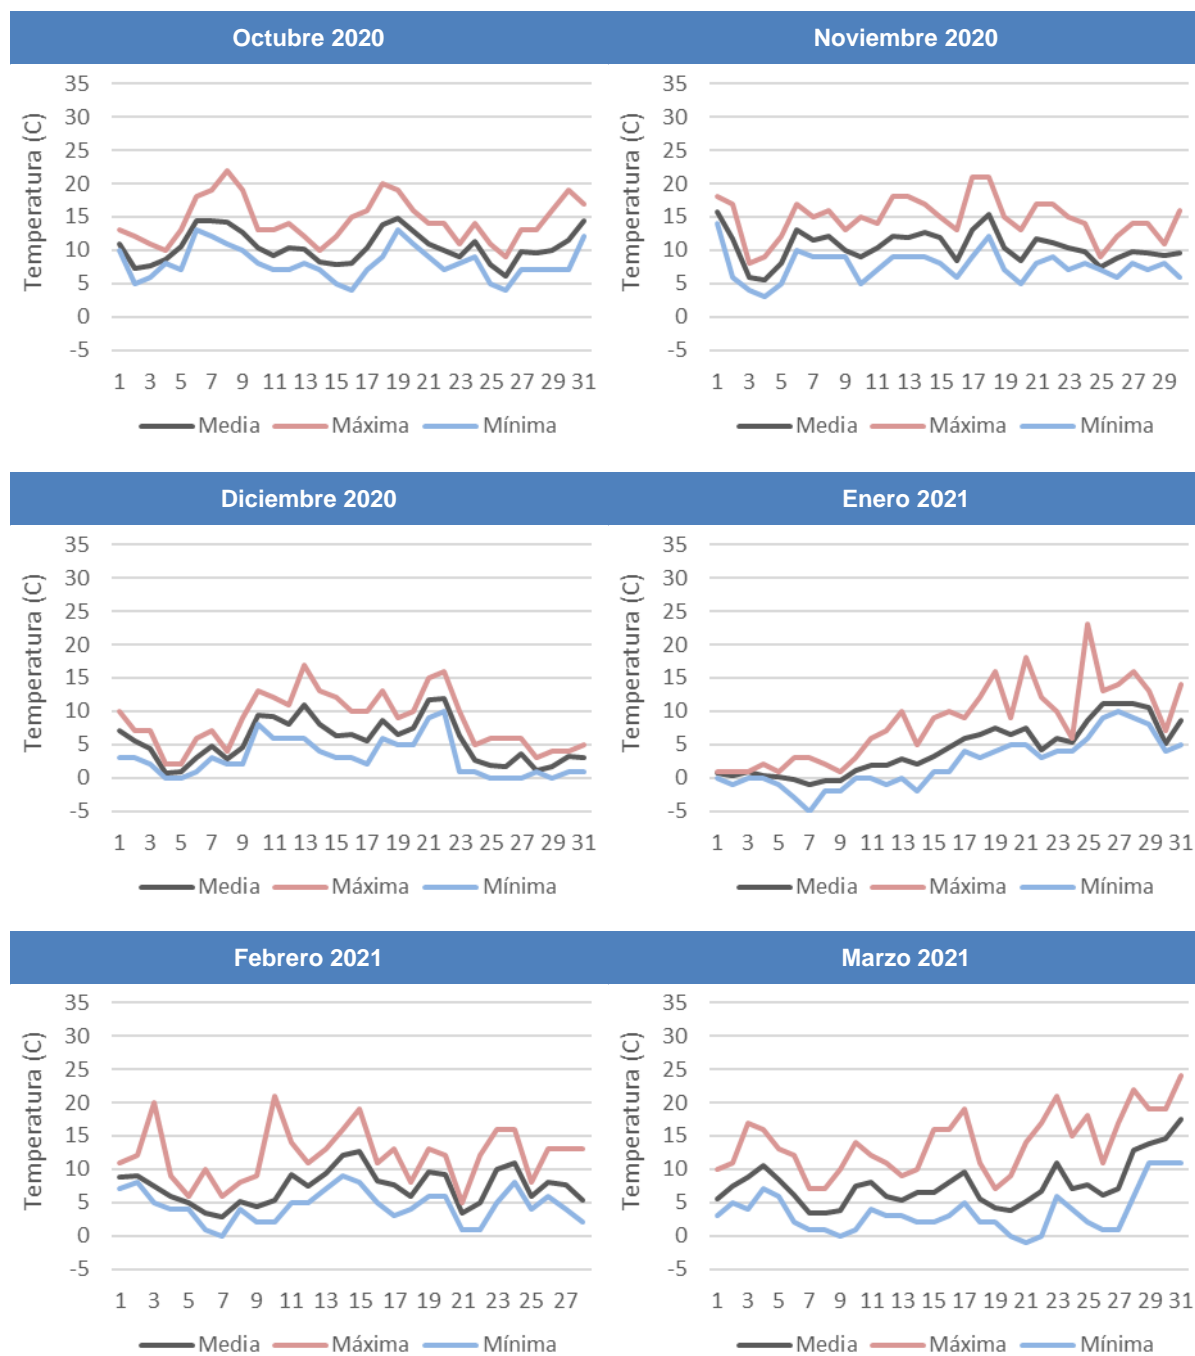 Octubre 2020
Noviembre 2020
Temperatura (C)
35
30
25
20
15
10
5
0
-5
1 3 5 7 9 11 13 15 17 19 21 23 25 27 29 31
Media Máxima Mínima
Temperatura (C)
35
30
25
20
15
10
5
0
-5
1 3 5 7 9 11 13 15 17 19 21 23 25 27 29
Media Máxima Mínima
Diciembre 2020
Enero 2021
Temperatura (C)
35
30
25
20
15
10
5
0
-5
1 3 5 7 9 11 13 15 17 19 21 23 25 27 29 31
Media Máxima Mínima
Temperatura (C)
35
30
25
20
15
10
5
0
-5
1 3 5 7 9 11 13 15 17 19 21 23 25 27 29 31
Media Máxima Mínima
Febrero 2021
Marzo 2021
Temperatura (C)
35
30
25
20
15
10
5
0
-5
1 3 5 7 9 11 13 15 17 19 21 23 25 27
Media Máxima Mínima
Temperatura (C)
35
30
25
20
15
10
5
0
-5
1 3 5 7 9 11 13 15 17 19 21 23 25 27 29 31
Media Máxima Mínima